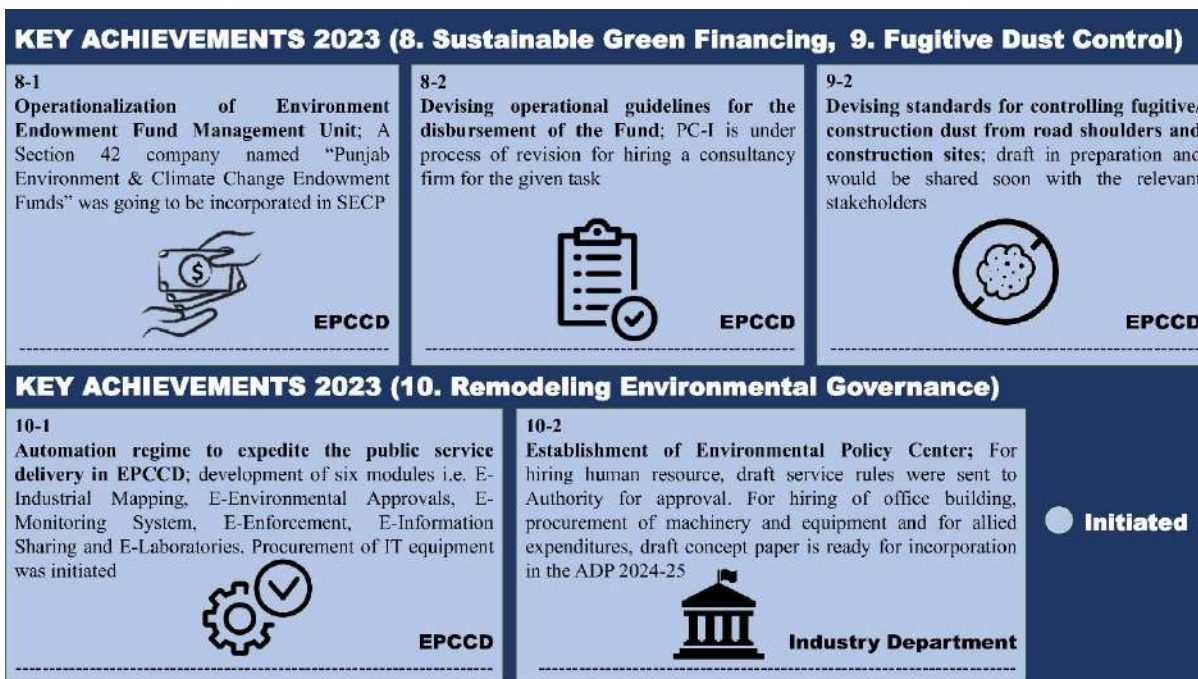 KEY ACHIEVEMENTS 2023 (8. Sustainable Green Financing, 9. Fugitive Dust Control)
8-1
Operationalization of Environment
Endowment Fund Management Unit; A
Section 42 company named “Punjab
Environment & Climate Change Endowment
Funds” was going to be incorporated in SECP
$
EPCCD
8-2
Devising operational guidelines for the
disbursement of the Fund; PC-I is under
process of revision for hiring a consultancy
firm for the given task
EPCCD
9-2
Devising standards for controlling fugitive/
construction dust from road shoulders and
construction sites; draft in preparation and
would be shared soon with the relevant
stakeholders
EPCCD
KEY ACHIEVEMENTS 2023 (10. Remodeling Environmental Governance)
10-1
Automation regime to expedite the public service
delivery in EPCCD; development of six modules i.e. E-
Industrial Mapping, E-Environmental Approvals, E-
Monitoring System, E-Enforcement, E-Information
Sharing and E-Laboratories. Procurement of IT equipment
was initiated
EPCCD
10-2
Establishment of Environmental Policy Center; For
hiring human resource, draft service rules were sent to
Authority for approval. For hiring of office building,
procurement of machinery and equipment and for allied
expenditures, draft concept paper is ready for incorporation
in the ADP 2024-25
Industry Department
Initiated